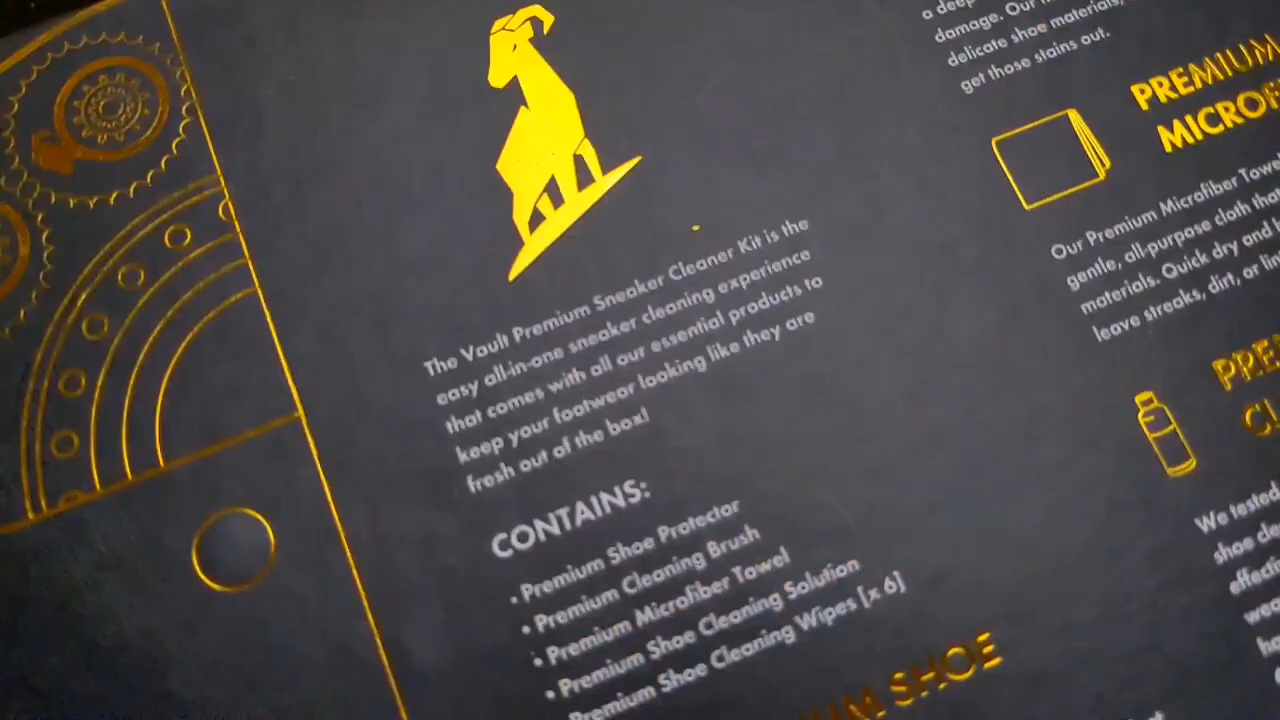 The Vault Premium Sneaker Cleaner Kit is the
easy all-in-one sneaker cleaning experience
that comes with all our essential products to
keep your footwear looking like they are
fresh out of the box!
CONTAINS:
• Premium Shoe Protector
• Premium Cleaning Brush
• Premium Microfiber Towel
• Premium Shoe Cleaning Solution
Premium Shoe Cleaning Wipes [x 6]
SHOE
a deep
damage. Our
delicate shoe materials,
get those stains out.
PREMIUM
Our Premium Microfiber Towel
gentle, all-purpose cloth that
materials. Quick dry and
leave streaks, dirt, or
We tested
shoe